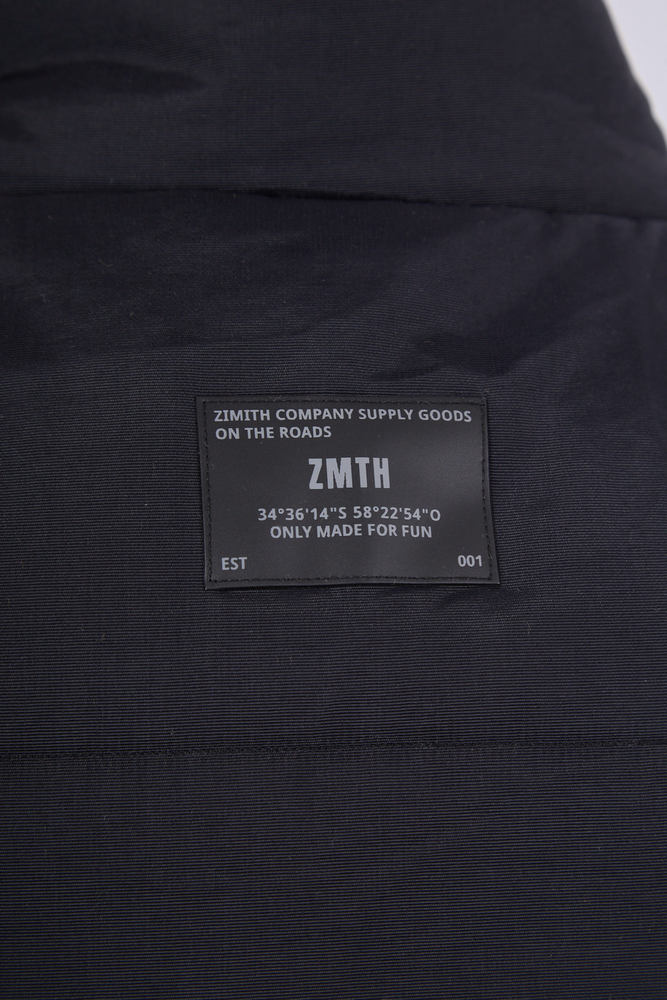 ZIMITH COMPANY SUPPLY GOODS
ON THE ROADS
ZMTH
34°36'14"S 58°22'54"O
ONLY MADE FOR FUN
EST 001